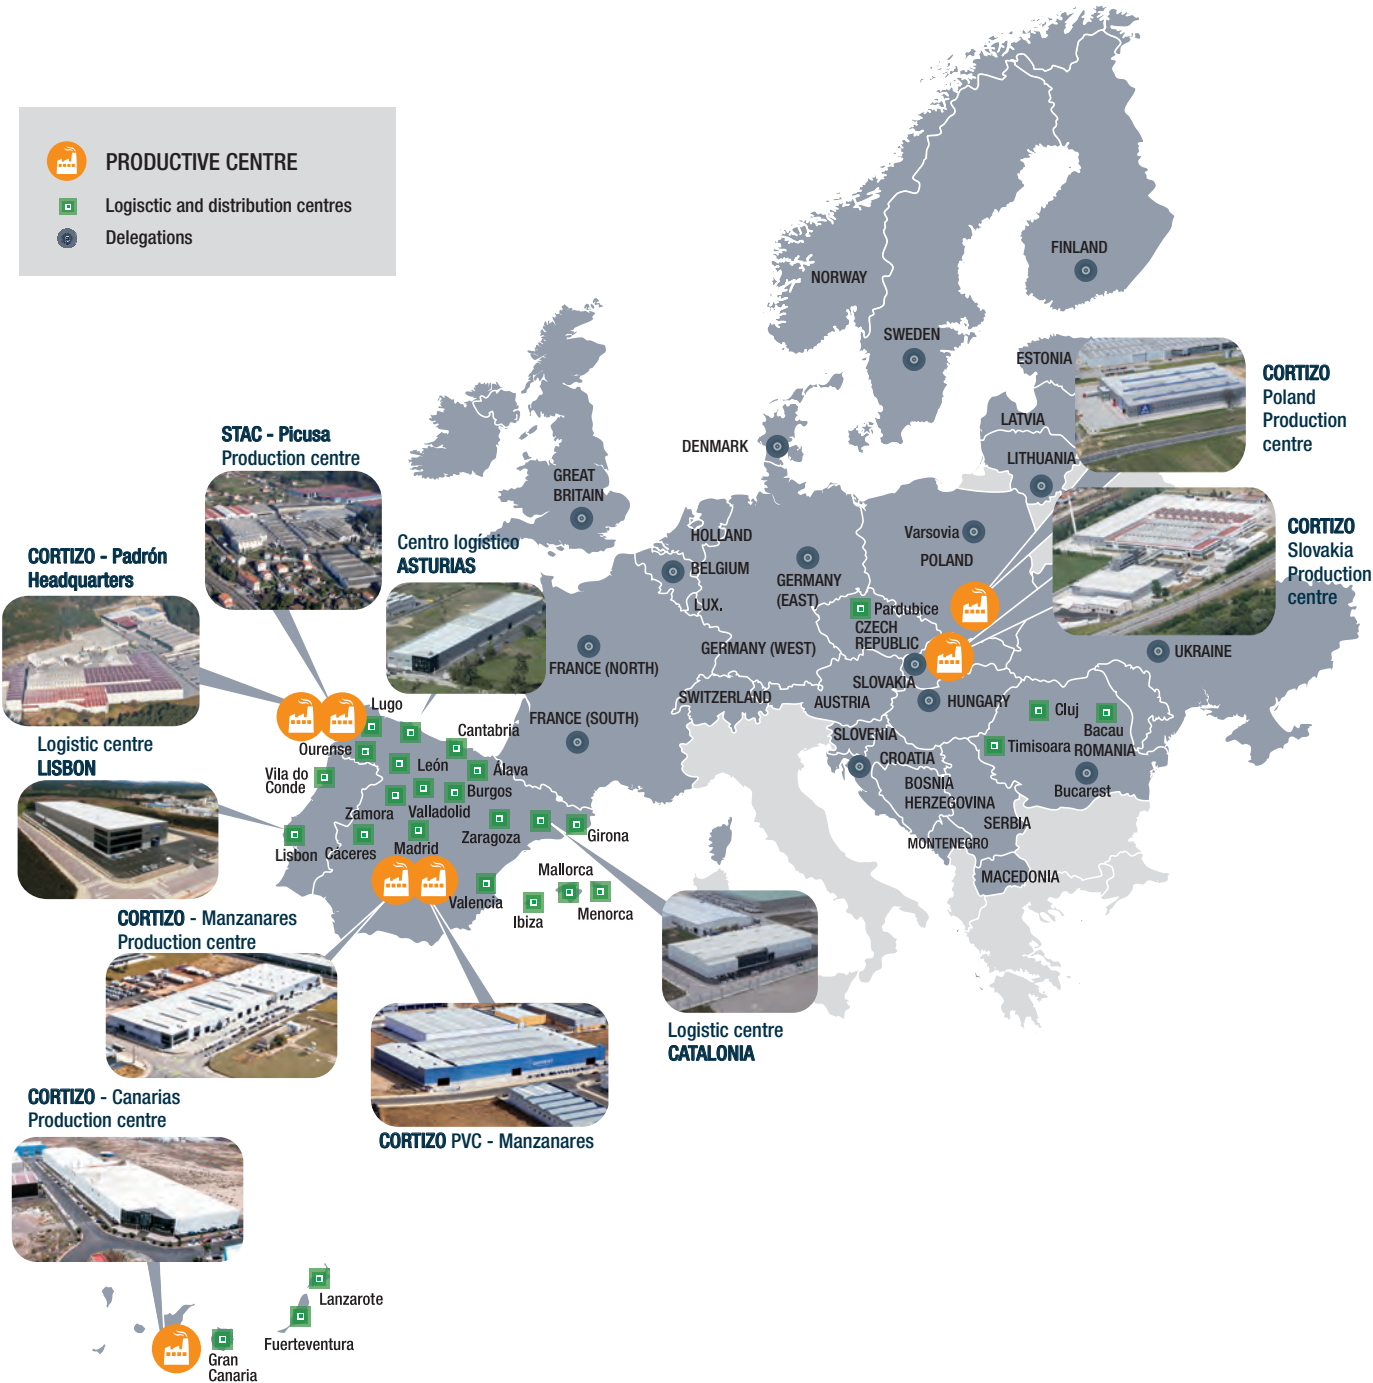 PRODUCTIVE CENTRE
Logisctic and distribution centres
Delegations
FINLAND
NORWAY
SWEDEN
ESTONIA
CORTIZO
Poland
Production
centre
LATVIA
DENMARK
LITHUANIA
STAC - Picusa
Production centre
GREAT
BRITAIN
CORTIZO
Slovakia
Production
centre
HOLLAND
Varsovia
POLAND
Centro logístico
ASTURIAS
BELGIUM
GERMANY
(EAST)
CORTIZO - Padrón
Headquarters
LUX.
Pardubice
CZECH
REPUBLIC
GERMANY (WEST)
UKRAINE
FRANCE (NORTH)
SLOVAKIA
SWITZERLAND
AUSTRIA
HUNGARY
Lugo
FRANCE (SOUTH)
Cluj
Bacau
Cantabria
SLOVENIA
Timisoara
ROMANIA
Ourense
Logistic centre
LISBON
León
Álava
CROATIA
Vila do
Conde
Burgos
BOSNIA
HERZEGOVINA
Bucarest
Zamora
Valladolid
SERBIA
Zaragoza
Girona
MONTENEGRO
Lisbon
Cáceres
Madrid
Mallorca
MACEDONIA
Valencia
Ibiza
Menorca
CORTIZO - Manzanares
Production centre
Logistic centre
CATALONIA
CORTIZO - Canarias
Production centre
CORTIZO PVC - Manzanares
Lanzarote
Fuerteventura
Gran
Canaria